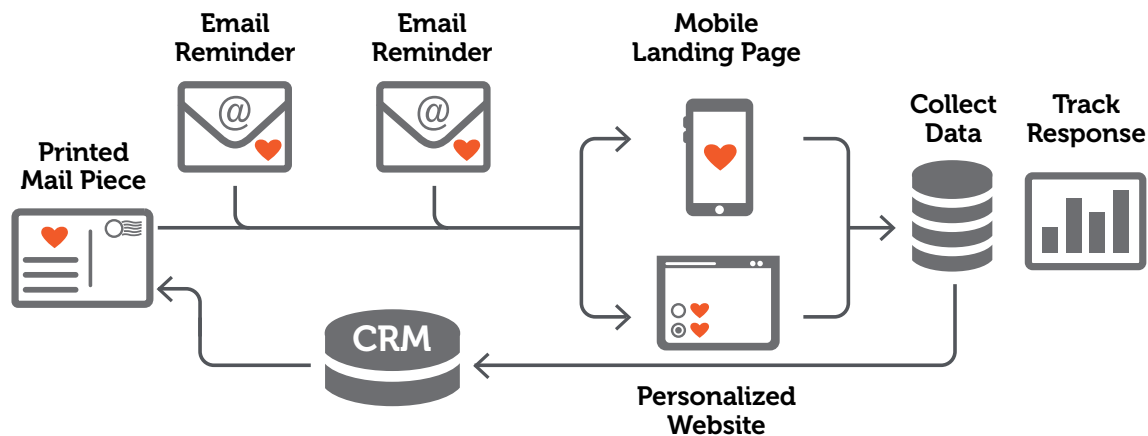 Email
Reminder
Email
Reminder
Mobile
Landing Page
Collect
Data
Track
Response
Printed
Mail Piece
@
@
CRM
Personalized
Website